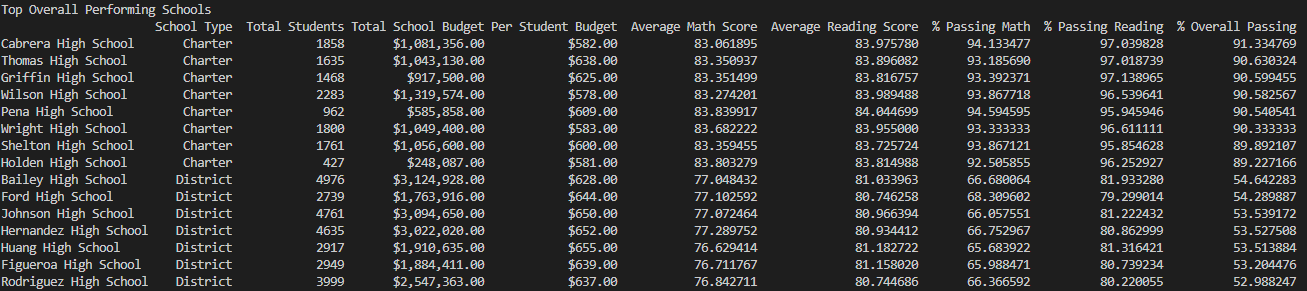 Top Overall Performing Schools
School Type Total Students Total School Budget Per Student Budget Average Math Score Average Reading Score % Passing Math % Passing Reading % Overall Passing
Cabrera High School Charter 1858 $1,081,356.00 $582.00 83.061895 83.975780 94.133477 97.039828 91.334769
Thomas High School Charter 1635 $1,043,130.00 $638.00 83.350937 83.896082 93.185690 97.018739 90.630324
Griffin High School Charter 1468 $917,500.00 $625.00 83.351499 83.816757 93.392371 97.138965 90.599455
Wilson High School Charter 2283 $1,319,574.00 $578.00 83.274201 83.989488 93.867718 96.539641 90.582567
Pena High School Charter 962 $585,858.00 $609.00 83.839917 84.044699 94.594595 95.945946 90.540541
Wright High School Charter 1800 $1,049,400.00 $583.00 83.682222 83.955000 93.333333 96.611111 90.333333
Shelton High School Charter 1761 $1,056,600.00 $600.00 83.359455 83.725724 93.867121 95.854628 89.892107
Holden High School Charter 427 $248,087.00 $581.00 83.803279 83.814988 92.505855 96.252927 89.227166
Bailey High School District 4976 $3,124,928.00 $628.00 77.048432 81.033963 66.680064 81.933280 54.642283
Ford High School District 2739 $1,763,916.00 $644.00 77.102592 80.746258 68.309602 79.299014 54.289887
Johnson High School District 4761 $3,094,650.00 $650.00 77.072464 80.966394 66.057551 81.222432 53.539172
Hernandez High School District 4635 $3,022,020.00 $652.00 77.289752 80.934412 66.752967 80.862999 53.527508
Huang High School District 2917 $1,910,635.00 $655.00 76.629414 81.182722 65.683922 81.316421 53.513884
Figueroa High School District 2949 $1,884,411.00 $639.00 76.711767 81.158020 65.988471 80.739234 53.204476
Rodriguez High School District 3999 $2,547,363.00 $637.00 76.842711 80.744686 66.366592 80.220055 52.988247